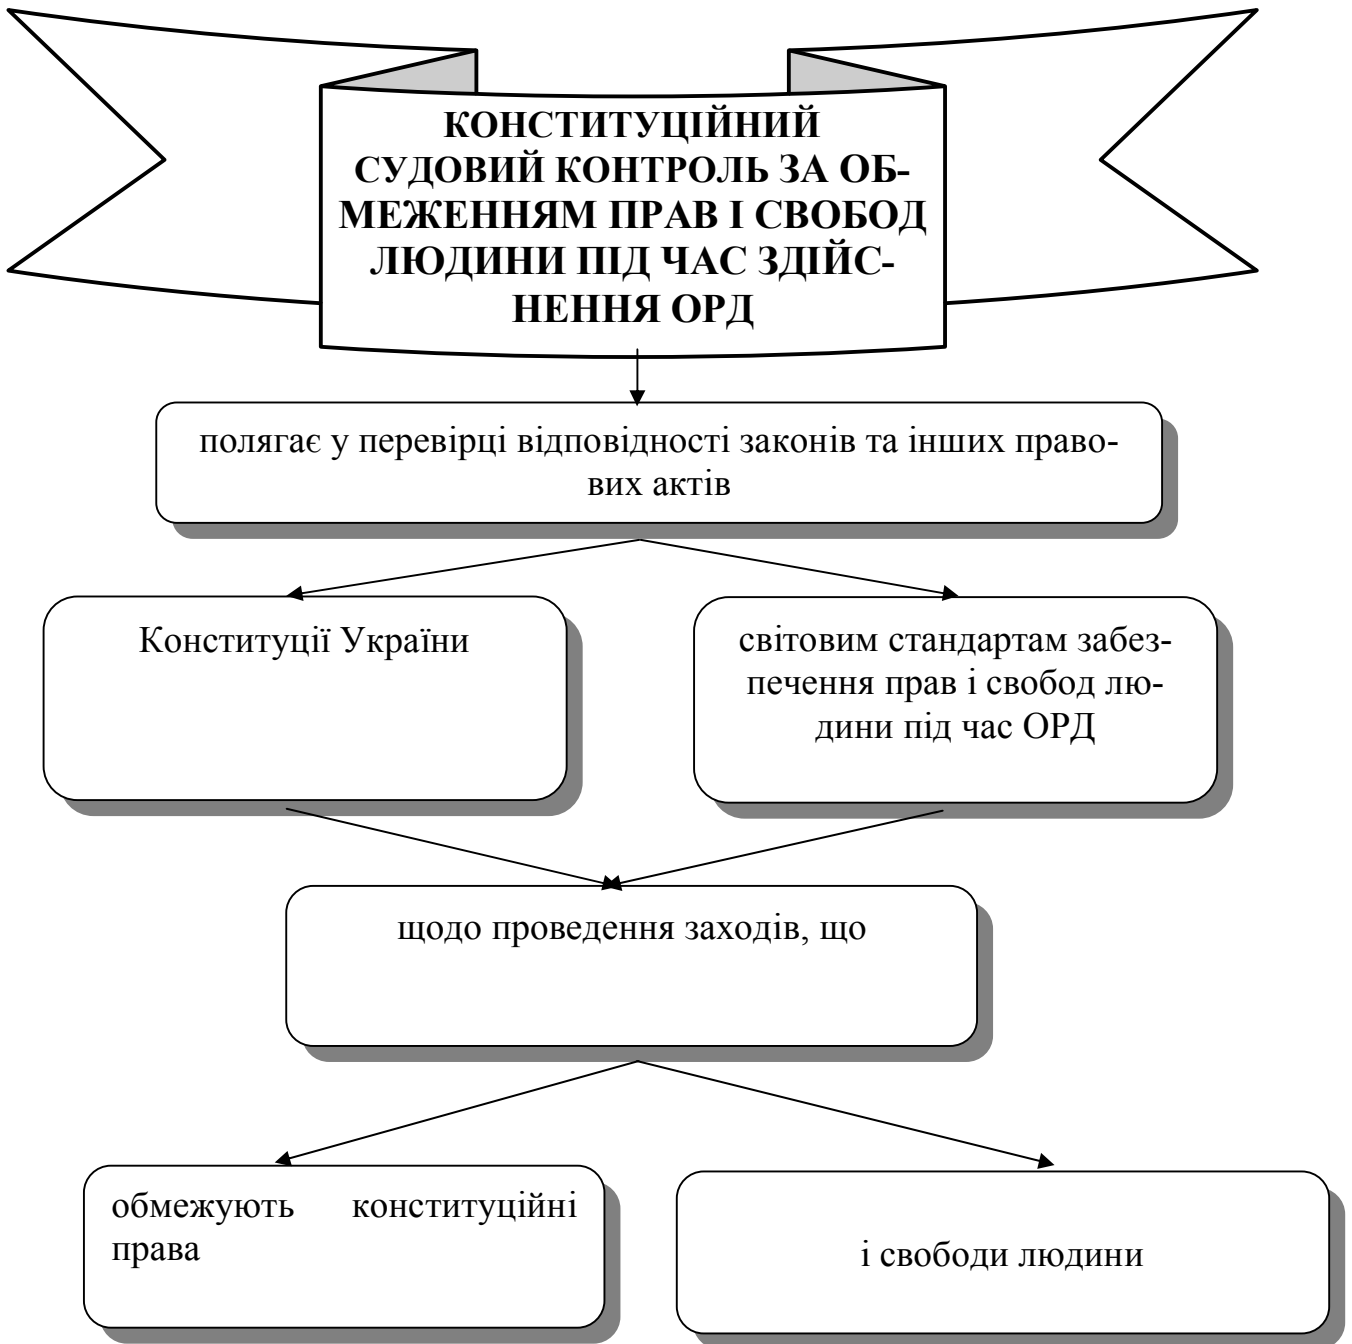 КОНСТИТУЦІЙНИЙ
СУДОВИЙ КОНТРОЛЬ ЗА ОБ-
МЕЖЕННЯМ ПРАВ І СВОБОД
ЛЮДИНИ ПІД ЧАС ЗДІЙС-
НЕННЯ ОРД
полягає у перевірці відповідності законів та інших право-
вих актів
Конституції України
світовим стандартам забез-
печення прав і свобод лю-
дини під час ОРД
щодо проведення заходів, що
обмежують конституційні
права
і свободи людини